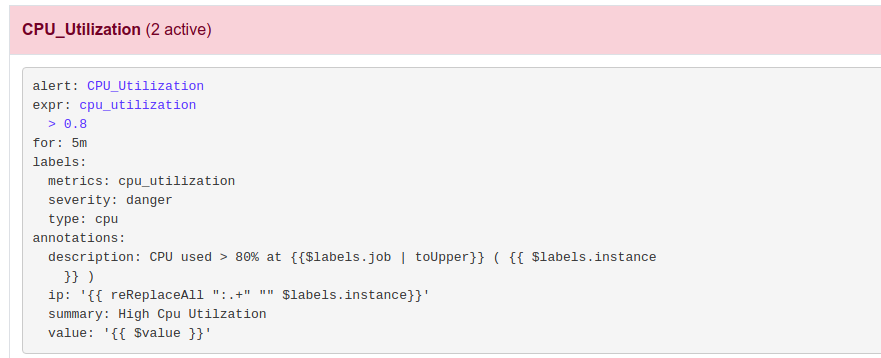 CPU_Utilization (2 active)
alert: CPU_Utilization
expr: cpu_utilization
  > 0.8
for: 5m
labels:
  metrics: cpu_utilization
  severity: danger
  type: cpu
annotations:
  description: CPU used > 80% at {{$labels.job | toUpper}} ( {{ $labels.instance
    }} )
  ip: '{{ reReplaceAll ":.+" "" $labels.instance}}'
  summary: High Cpu Utilzation
  value: '{{ $value }}'